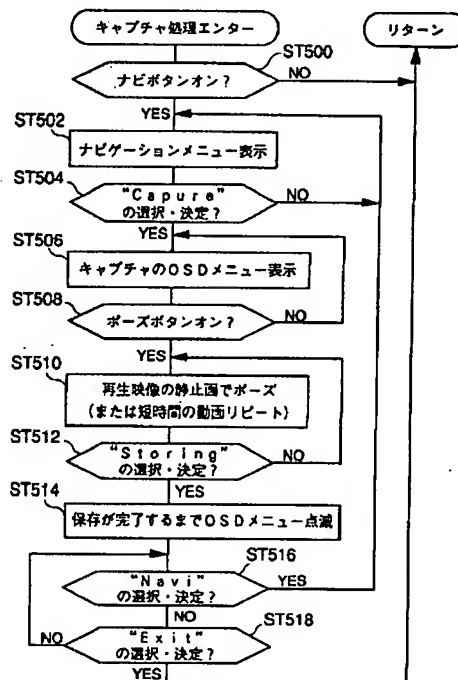 キャプチャ処理エンター
リターン
ST500
ナビボタンオン？
NO
YES
ST502
ナビゲーションメニュー表示
ST504
“Capure”
の選択・決定？
NO
YES
ST506
キャプチャのOSDメニュー表示
ST508
ポーズボタンオン？
NO
YES
ST510
再生映像の静止画でポーズ
（または短時間の動画リピート）
ST512
“Storing”
の選択・決定？
NO
YES
ST514
保存が完了するまでOSDメニュー点滅
ST516
“Navi”
の選択・決定？
YES
NO
ST518
“Exit”
の選択・決定？
NO
YES